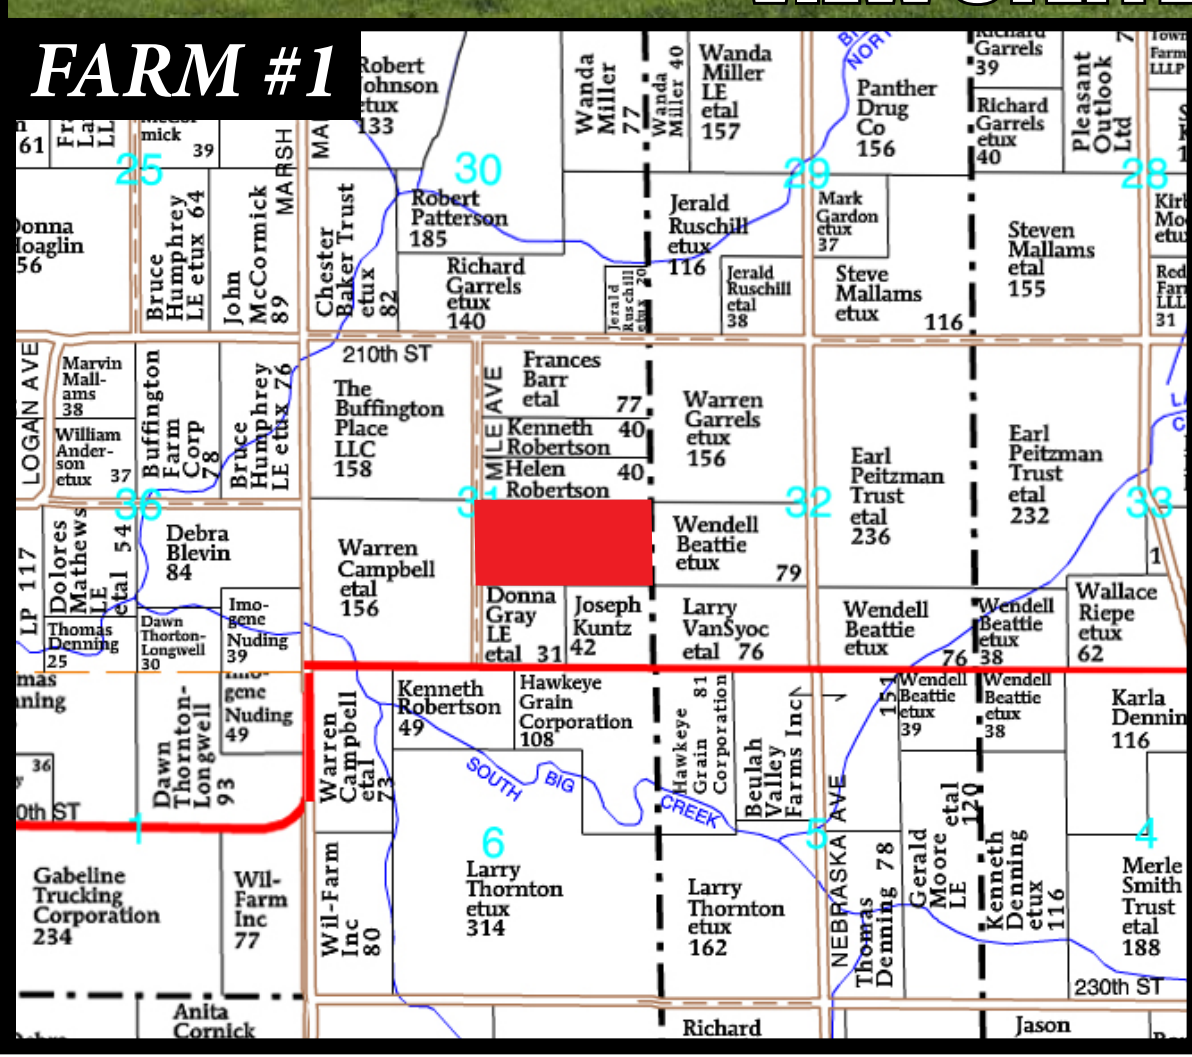 FARM #1
Robert
Johnson
etux
133
Wanda
Miller
77
Wanda
Miller 40
Wanda
Miller
LE
etal
157
Panther
Drug
Co
156
Richard
Garrels
39
Richard
Garrels
etux
40
Pleasant
Outlook
Ltd
7
Farm
LLLP
61
mick
39
MARSH
25
30
29
28
Donna
Hoaglin
56
Bruce
Humphrey
LE etux 64
John
McCormick
89
Chester
Baker Trust
etux
82
Robert
Patterson
185
Richard
Garrels
etux
140
Jerald
Ruschill
etux 20
Jerald
Ruschill
etux
116
Jerald
Ruschill
etal
38
Mark
Gardon
etux
37
Steve
Mallams
etux
116
Steven
Mallams
etal
155
31
LOGAN AVE
Marvin
Mall-
ams
38
William
Ander-
son
etux
37
Buffington
Farm
Corp
78
Bruce
Humphrey
LE etux 76
210th ST
The
Buffington
Place
LLC
158
MILE AVE
Frances
Barr
etal
77
Kenneth
Robertson
40
Helen
Robertson
40
Warren
Garrels
etux
156
Earl
Peitzman
Trust
etal
236
Earl
Peitzman
Trust
etal
232
36
31
32
33
LP 117
Dolores
Mathews
LE
etal 54
Debra
Blevin
84
Warren
Campbell
etal
156
Wendell
Beattie
etux
79
1
Thomas
Denning
25
Dawn
Thorton-
Longwell
30
Imo-
gene
Nuding
39
Donna
Gray
LE
etal 31
Joseph
Kuntz
42
Larry
VanSyoc
etal 76
Wendell
Beattie
etux
76
Wendell
Beattie
etux
38
Wallace
Riepe
etux
62
36
Dawn
Thornton-
Longwell
93
Imo-
gene
Nuding
49
Warren
Campbell
etal
73
Kenneth
Robertson
49
Hawkeye
Grain
Corporation
108
Hawkeye
Grain
Corporation
81
Beulah
Valley
Farms Inc
151
Wendell
Beattie
etux
39
Wendell
Beattie
etux
38
Karla
Dennin
116
SOUTH BIG CREEK
0th ST
1
6
5
4
Gabeline
Trucking
Corporation
234
Wil-
Farm
Inc
77
Wil-Farm
Inc
80
Larry
Thornton
etux
314
Larry
Thornton
etux
162
NEBRASKA AVE
Thomas
Denning 78
Gerald
Moore
LE
etal
120
Kenneth
Denning
etux
116
Merle
Smith
Trust
etal
188
230th ST
Anita
Cornick
Richard
Jason